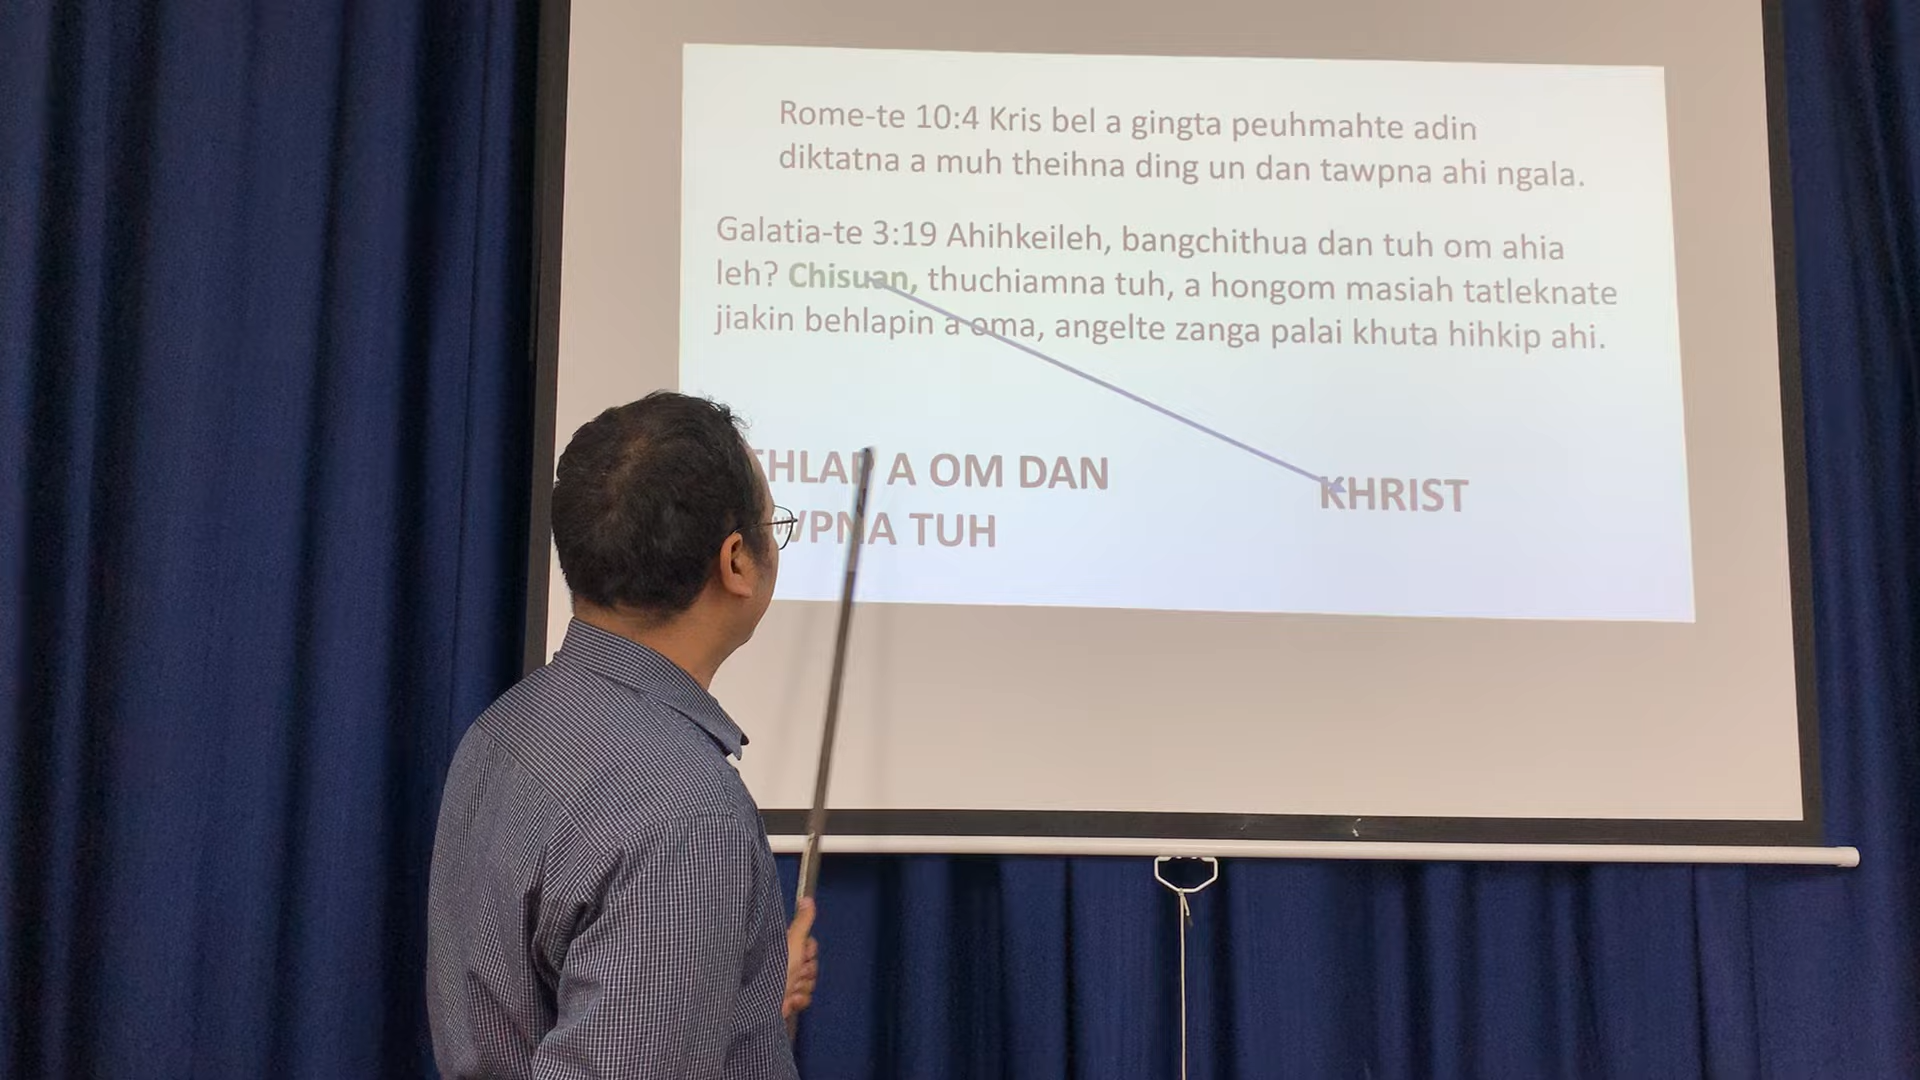 Rome-te 10:4 Kris bel a gingta peuhmahte adin
diktatna a muh theihna ding un dan tawpna ahi ngala.
Galatia-te 3:19 Ahihkeileh, bangchithua dan tuh om ahia
leh? Chisuan, thuchiamna tuh, a hongom masiah tatleknate
jiakin behlapin a oma, angelte zanga palai khuta hihkip ahi.
A OM DAN
TUH
KHRIST